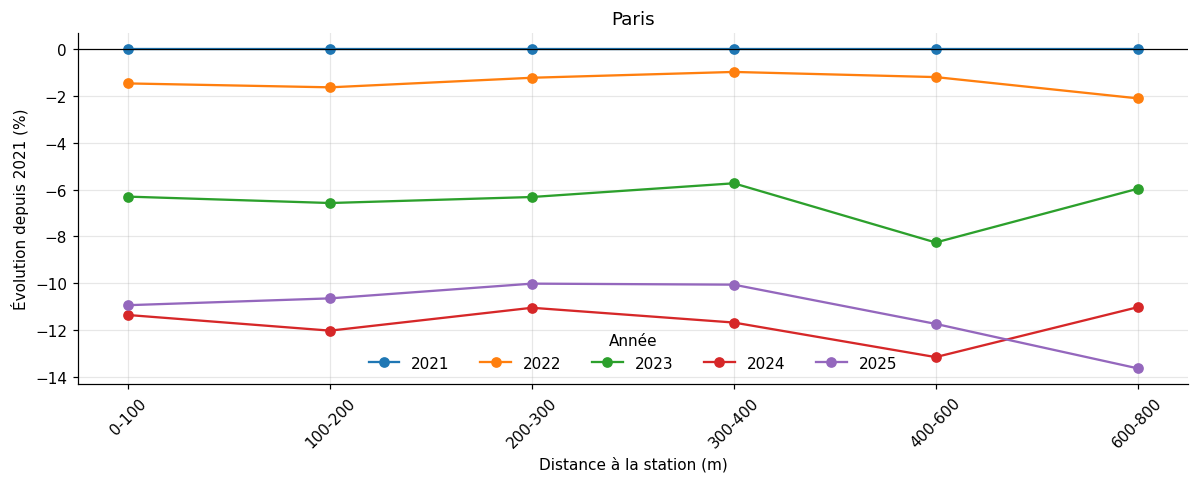 Paris
Évolution depuis 2021 (%)
0
−2
−4
−6
−8
−10
−12
−14
Année
2021 2022 2023 2024 2025
0-100 100-200 200-300 300-400 400-600 600-800
Distance à la station (m)